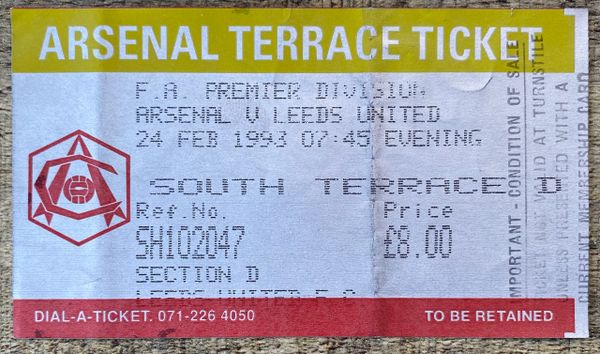 ARSENAL TERRACE TICKET
F.A. PREMIER DIVISION
ARSENAL V LEEDS UNITED
24 FEB 1993 07:45 EVENING
SOUTH TERRACE D
Ref.No. Price
SH102047 £8.00
SECTION D
LEEDS UNITED F.C
DIAL-A-TICKET. 071-226 4050 TO BE RETAINED
IMPORTANT - CONDITION OF SALE
TICKET NOT VALID AT TURNSTILE
UNLESS PRESENTED WITH A
CURRENT MEMBERSHIP CARD